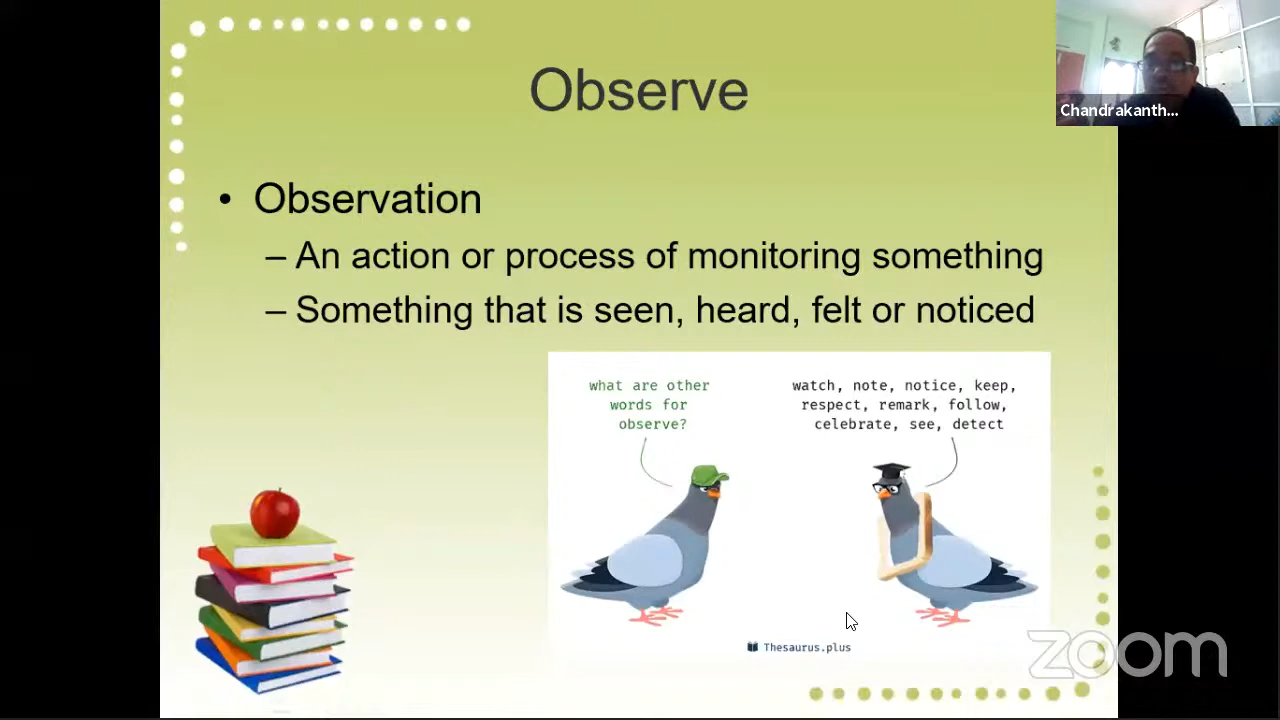 Observe
Chandrakanth...
• Observation
– An action or process of monitoring something
– Something that is seen, heard, felt or noticed
what are other
words for
observe?
watch, note, notice, keep,
respect, remark, follow,
celebrate, see, detect
Thesaurus.plus
zoom